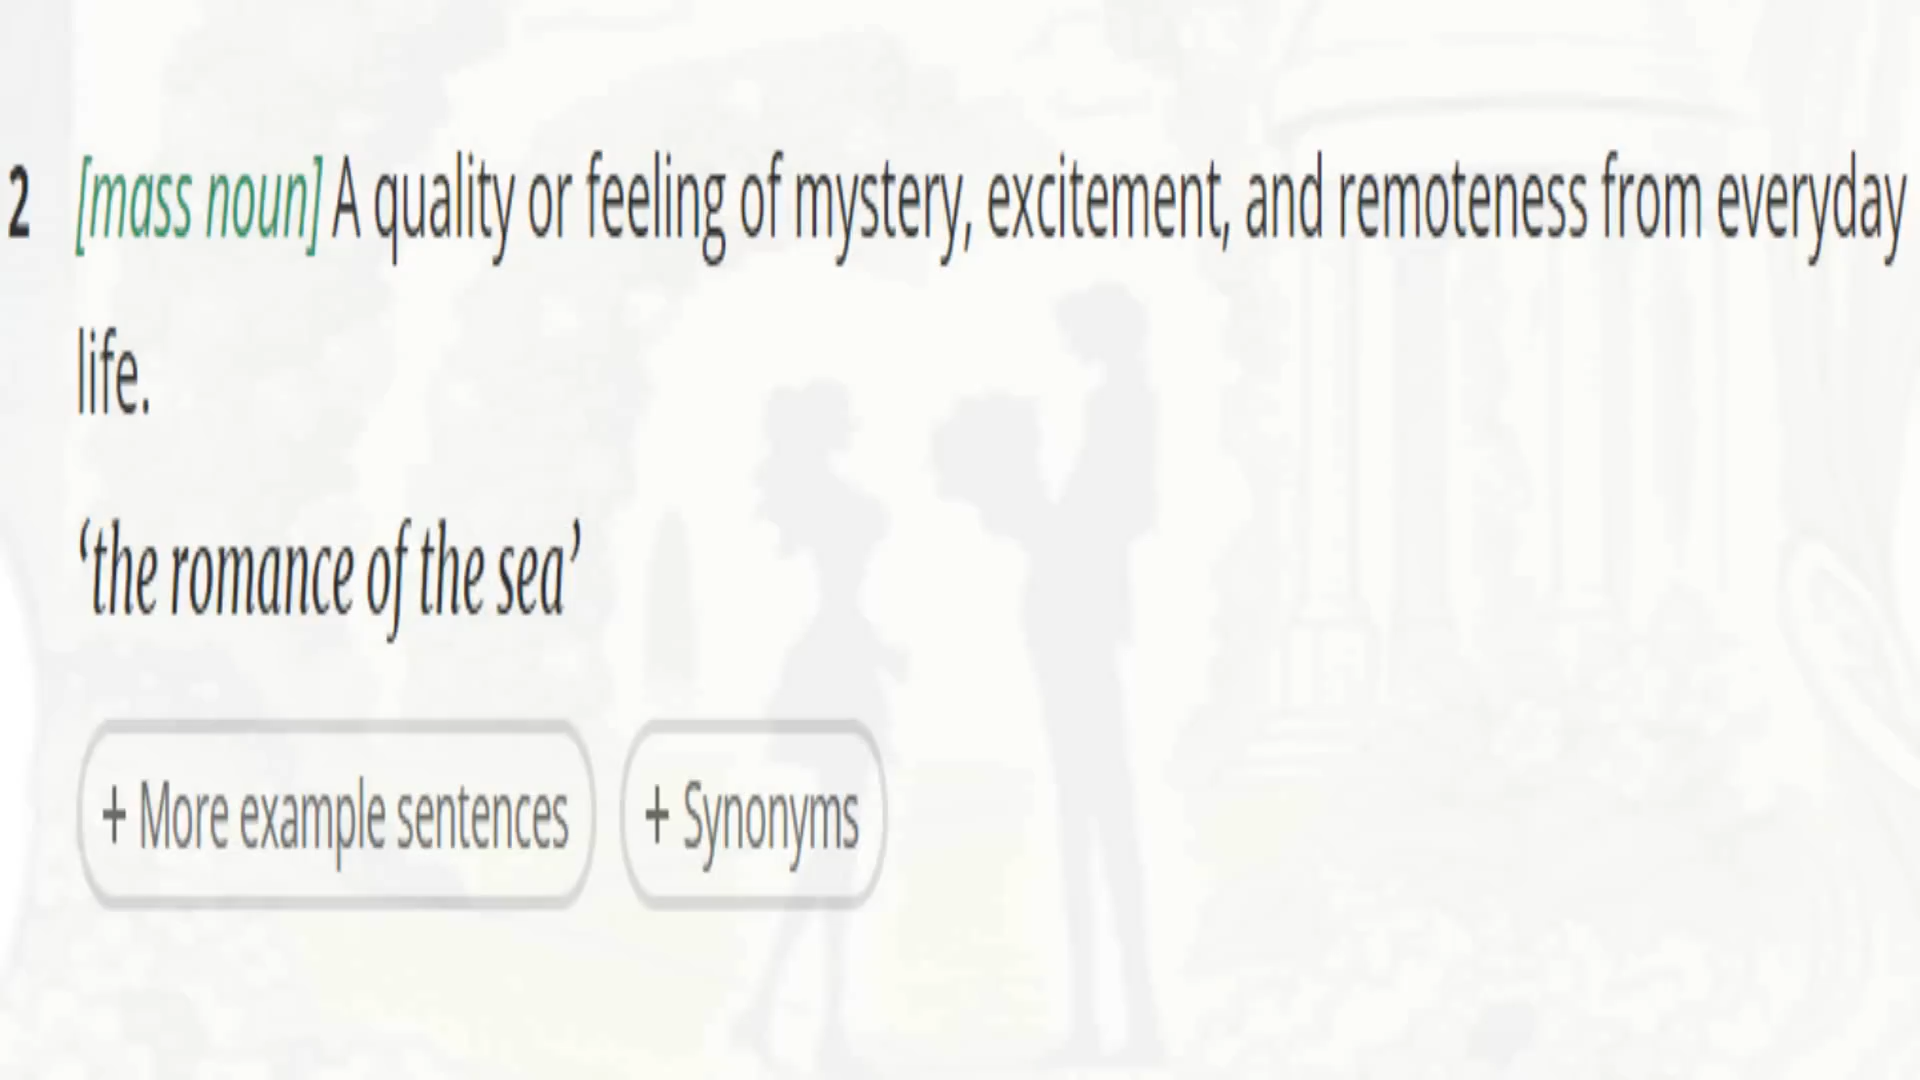 2 [mass noun] A quality or feeling of mystery, excitement, and remoteness from everyday
life.
‘the romance of the sea’
+ More example sentences + Synonyms